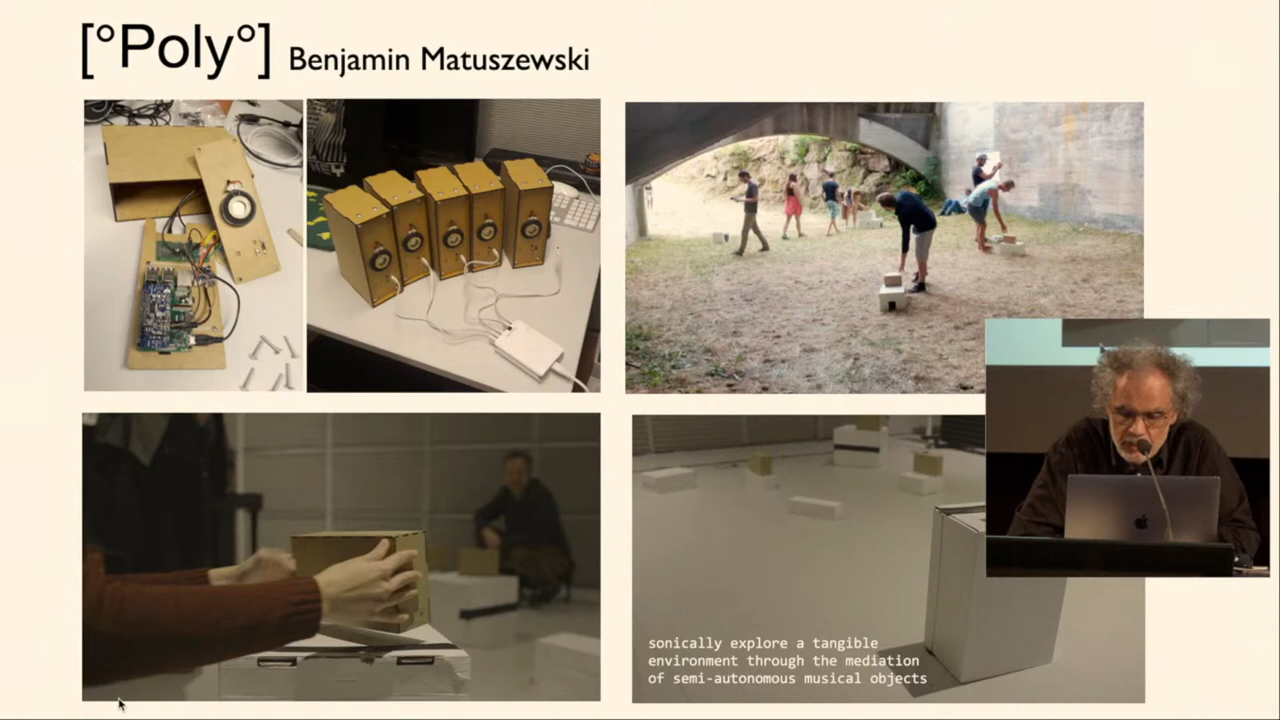 [°Poly°] Benjamin Matuszewski
sonically explore a tangible
environment through the mediation
of semi-autonomous musical objects